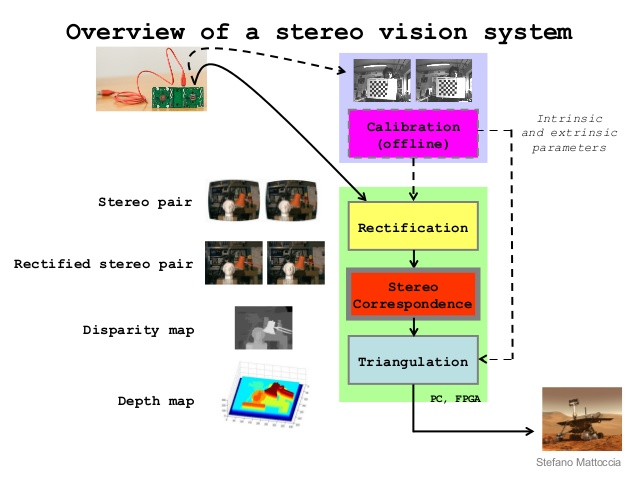 Overview of a stereo vision system
Calibration
(offline)
Intrinsic
and extrinsic
parameters
Stereo pair
Rectification
Rectified stereo pair
Stereo
Correspondence
Disparity map
Triangulation
Depth map
PC, FPGA
Stefano Mattoccia